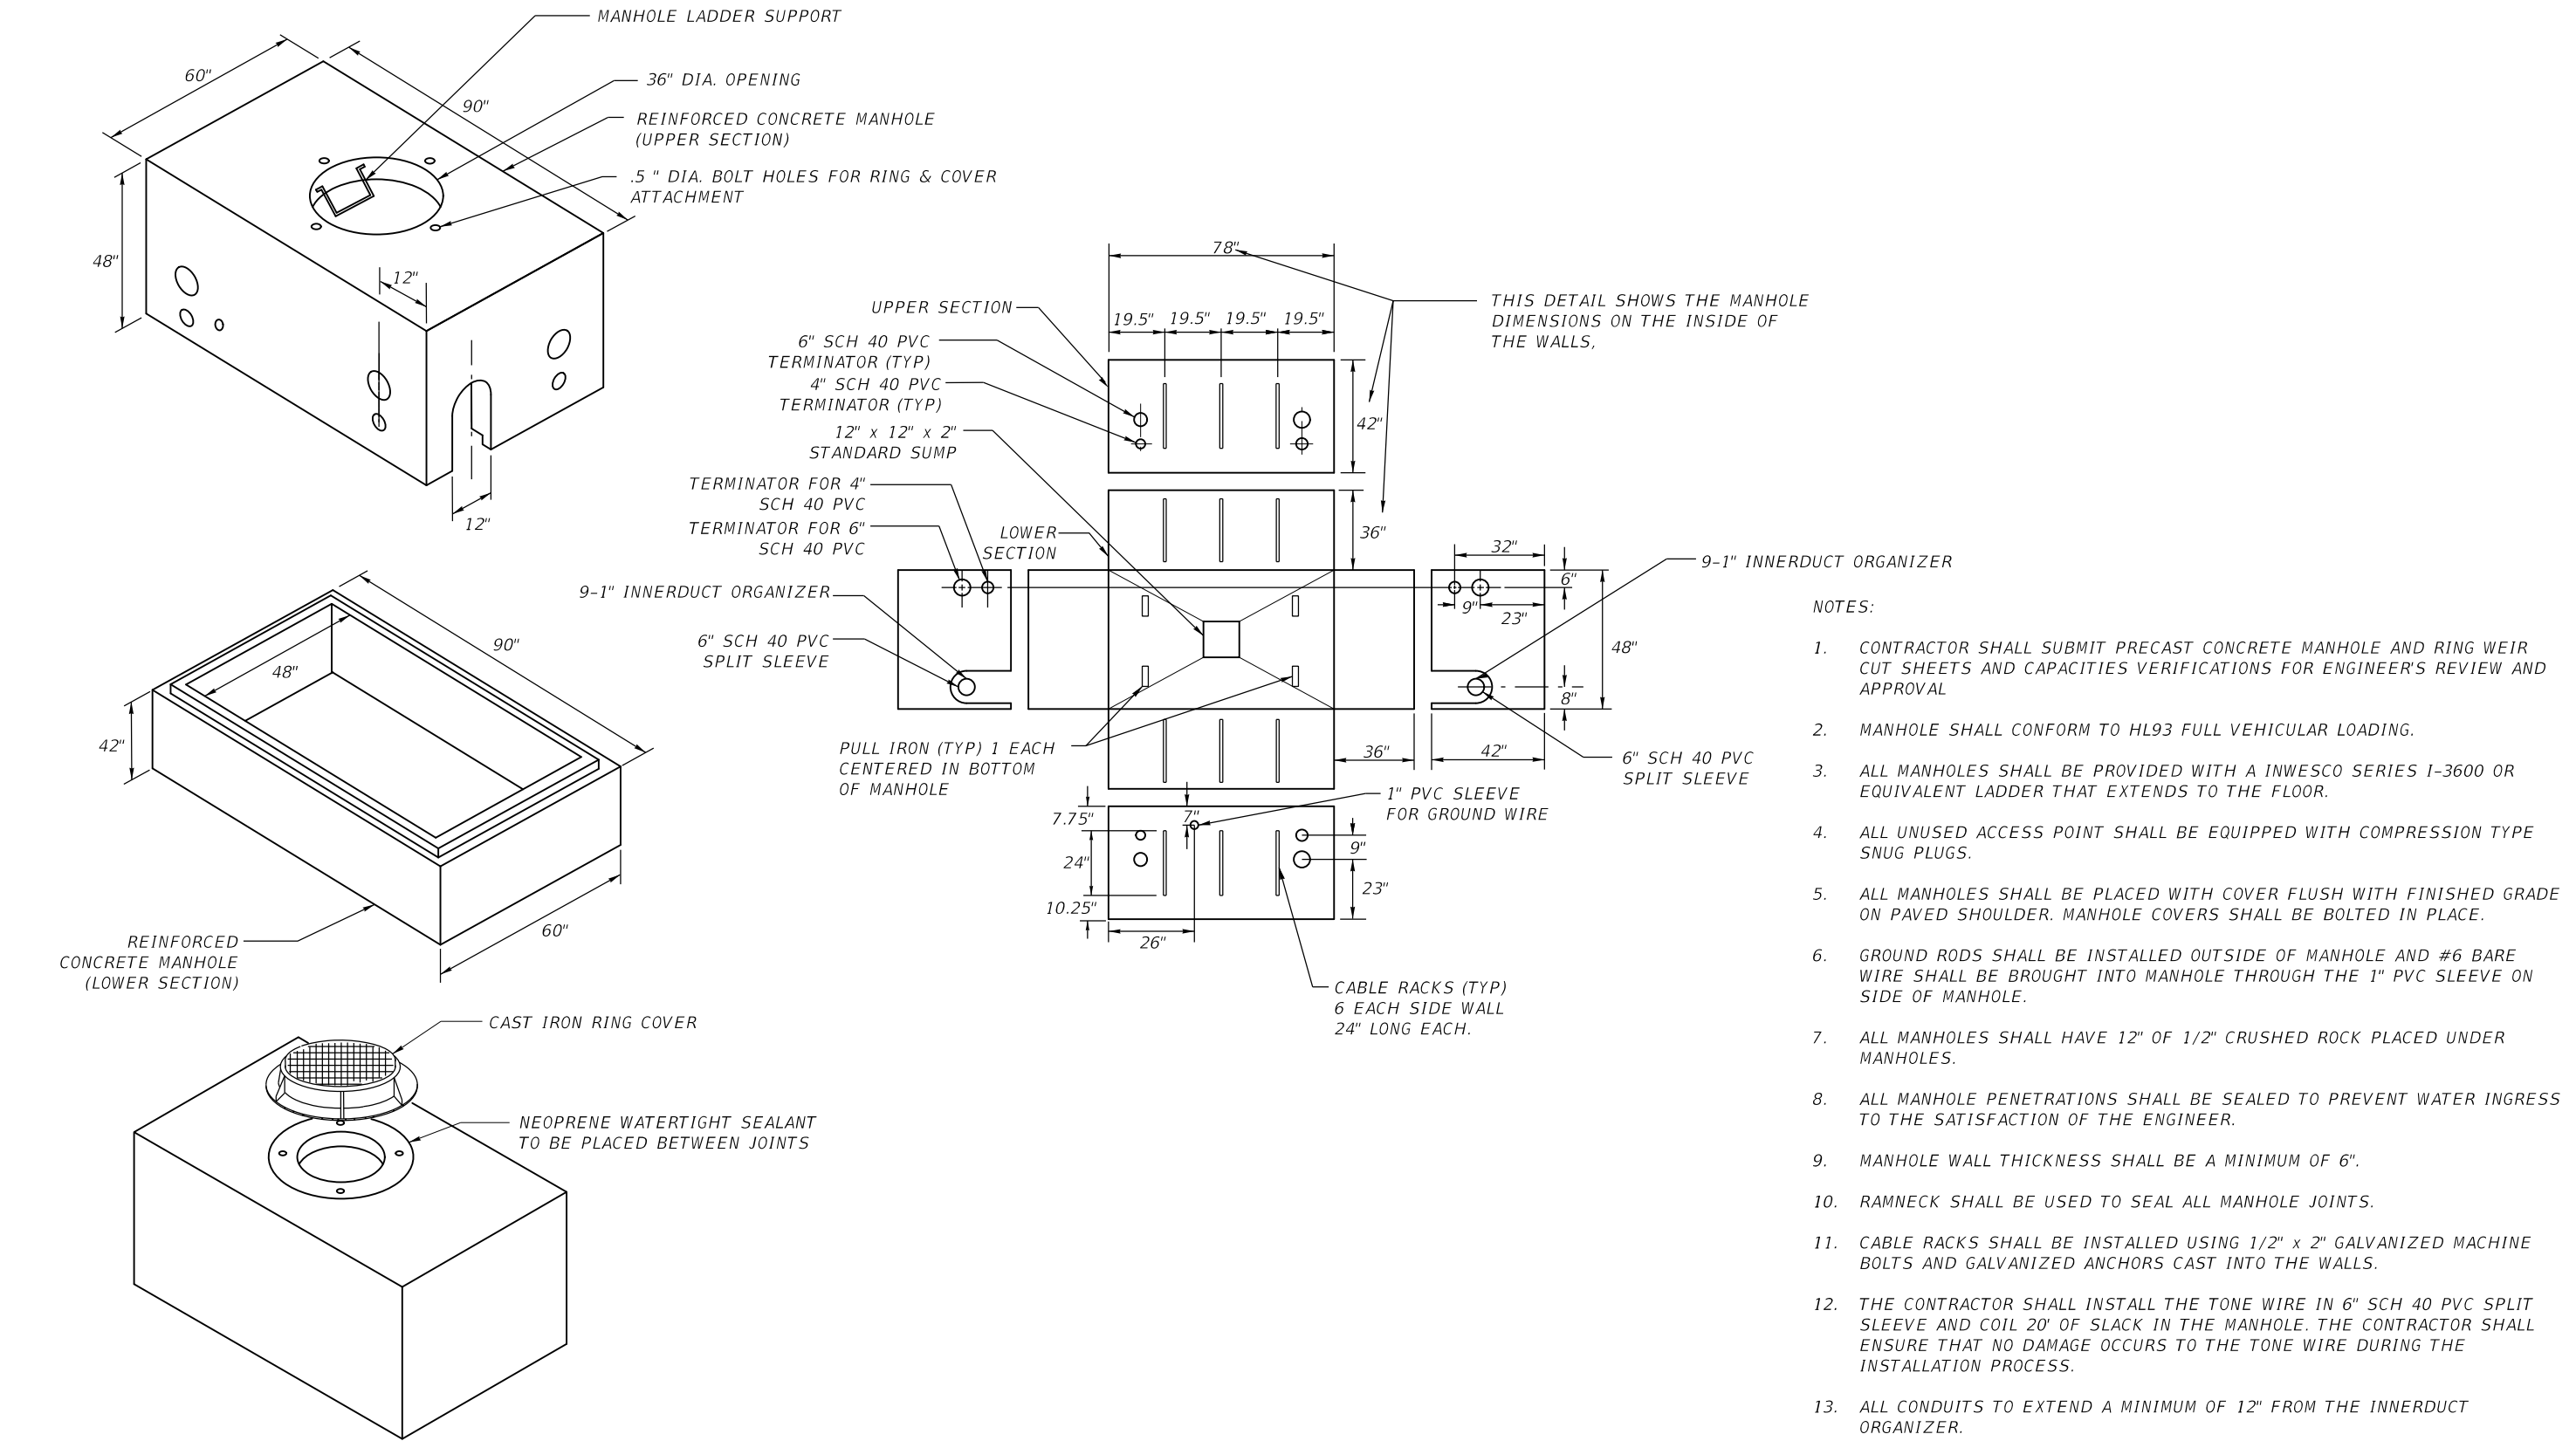 MANHOLE LADDER SUPPORT
60"
36" DIA. OPENING
90"
REINFORCED CONCRETE MANHOLE
(UPPER SECTION)
.5 " DIA. BOLT HOLES FOR RING & COVER
ATTACHMENT
48"
12"
12"
90"
48"
42"
REINFORCED
CONCRETE MANHOLE
(LOWER SECTION)
60"
CAST IRON RING COVER
NEOPRENE WATERTIGHT SEALANT
TO BE PLACED BETWEEN JOINTS
78"
UPPER SECTION
19.5" 19.5" 19.5" 19.5"
THIS DETAIL SHOWS THE MANHOLE
DIMENSIONS ON THE INSIDE OF
THE WALLS,
6" SCH 40 PVC
TERMINATOR (TYP)
4" SCH 40 PVC
TERMINATOR (TYP)
42"
12" x 12" x 2"
STANDARD SUMP
TERMINATOR FOR 4"
SCH 40 PVC
TERMINATOR FOR 6"
SCH 40 PVC
LOWER
SECTION
36"
32"
9-1" INNERDUCT ORGANIZER
6"
9-1" INNERDUCT ORGANIZER
9"
23"
48"
6" SCH 40 PVC
SPLIT SLEEVE
8"
PULL IRON (TYP) 1 EACH
CENTERED IN BOTTOM
OF MANHOLE
36"
42"
6" SCH 40 PVC
SPLIT SLEEVE
1" PVC SLEEVE
FOR GROUND WIRE
7.75"
7"
24"
9"
23"
10.25"
26"
CABLE RACKS (TYP)
6 EACH SIDE WALL
24" LONG EACH.
NOTES:
1. CONTRACTOR SHALL SUBMIT PRECAST CONCRETE MANHOLE AND RING WEIR
CUT SHEETS AND CAPACITIES VERIFICATIONS FOR ENGINEER'S REVIEW AND
APPROVAL
2. MANHOLE SHALL CONFORM TO HL93 FULL VEHICULAR LOADING.
3. ALL MANHOLES SHALL BE PROVIDED WITH A INWESCO SERIES I-3600 OR
EQUIVALENT LADDER THAT EXTENDS TO THE FLOOR.
4. ALL UNUSED ACCESS POINT SHALL BE EQUIPPED WITH COMPRESSION TYPE
SNUG PLUGS.
5. ALL MANHOLES SHALL BE PLACED WITH COVER FLUSH WITH FINISHED GRADE
ON PAVED SHOULDER. MANHOLE COVERS SHALL BE BOLTED IN PLACE.
6. GROUND RODS SHALL BE INSTALLED OUTSIDE OF MANHOLE AND #6 BARE
WIRE SHALL BE BROUGHT INTO MANHOLE THROUGH THE 1" PVC SLEEVE ON
SIDE OF MANHOLE.
7. ALL MANHOLES SHALL HAVE 12" OF 1/2" CRUSHED ROCK PLACED UNDER
MANHOLES.
8. ALL MANHOLE PENETRATIONS SHALL BE SEALED TO PREVENT WATER INGRESS
TO THE SATISFACTION OF THE ENGINEER.
9. MANHOLE WALL THICKNESS SHALL BE A MINIMUM OF 6".
10. RAMNECK SHALL BE USED TO SEAL ALL MANHOLE JOINTS.
11. CABLE RACKS SHALL BE INSTALLED USING 1/2" x 2" GALVANIZED MACHINE
BOLTS AND GALVANIZED ANCHORS CAST INTO THE WALLS.
12. THE CONTRACTOR SHALL INSTALL THE TONE WIRE IN 6" SCH 40 PVC SPLIT
SLEEVE AND COIL 20' OF SLACK IN THE MANHOLE. THE CONTRACTOR SHALL
ENSURE THAT NO DAMAGE OCCURS TO THE TONE WIRE DURING THE
INSTALLATION PROCESS.
13. ALL CONDUITS TO EXTEND A MINIMUM OF 12" FROM THE INNERDUCT
ORGANIZER.